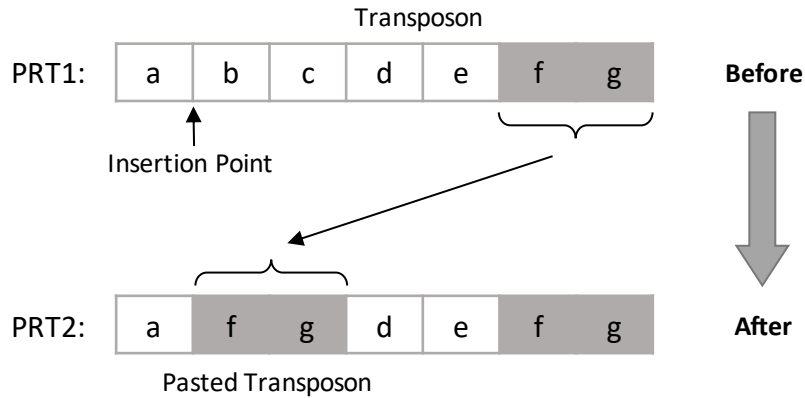 Transposon
PRT1: a b c d e f g Before
Insertion Point
PRT2: a f g d e f g After
Pasted Transposon